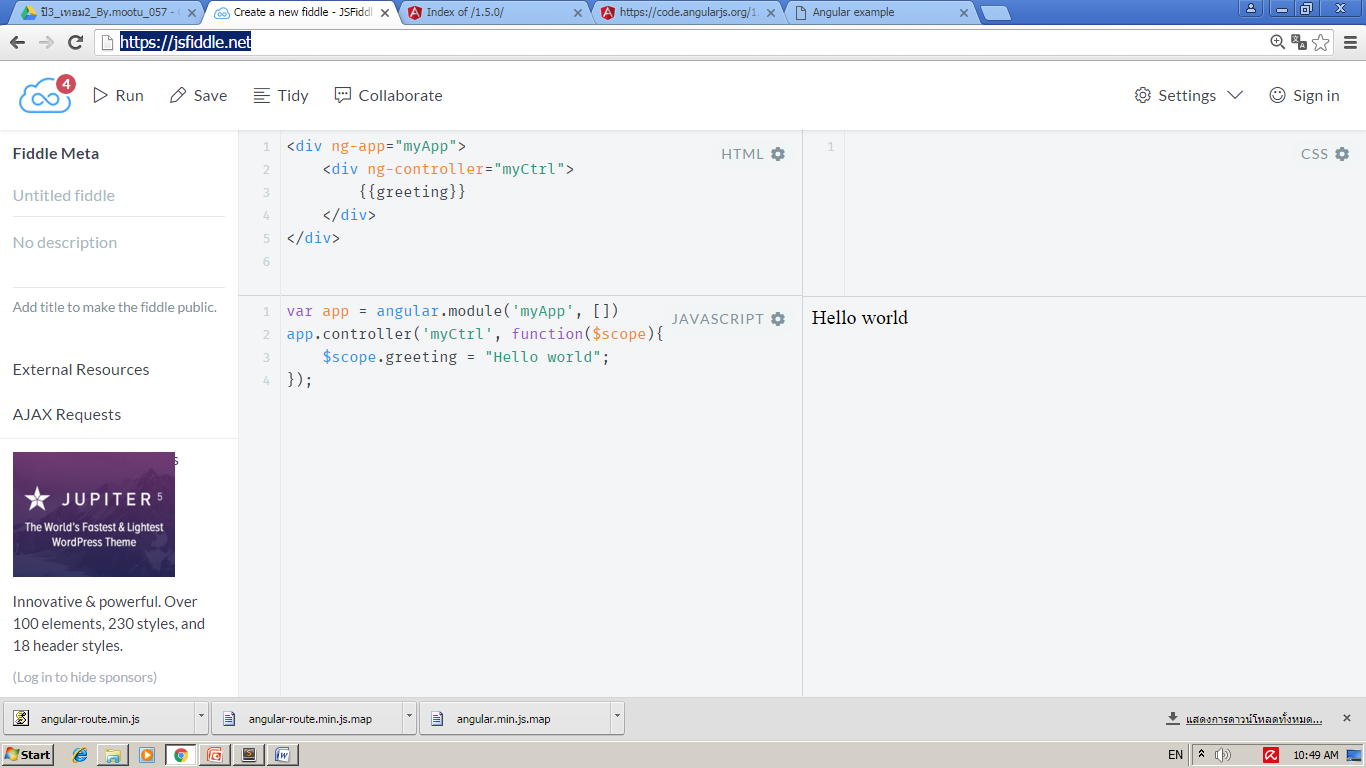 ปี3_เทอม2_By.mootu_057 -
Create a new fiddle - JSFiddl
Index of /1.5.0/
https://code.angularjs.org/1.
Angular example
https://jsfiddle.net
4
Run
Save
Tidy
Collaborate
Settings
Sign in
Fiddle Meta
Untitled fiddle
No description
Add title to make the fiddle public.
External Resources
AJAX Requests
s
JUPITER 5
The World's Fastest & Lightest
WordPress Theme
Innovative & powerful. Over
100 elements, 230 styles, and
18 header styles.
(Log in to hide sponsors)
HTML
1 <div ng-app="myApp">
2 <div ng-controller="myCtrl">
3 {{greeting}}
4 </div>
5 </div>
6
CSS
1
JAVASCRIPT
1 var app = angular.module('myApp', [])
2 app.controller('myCtrl', function($scope){
3 $scope.greeting = "Hello world";
4 });
Hello world
angular-route.min.js
angular-route.min.js.map
angular.min.js.map
แสดงการดาวน์โหลดทั้งหมด...
Start
EN
10:49 AM